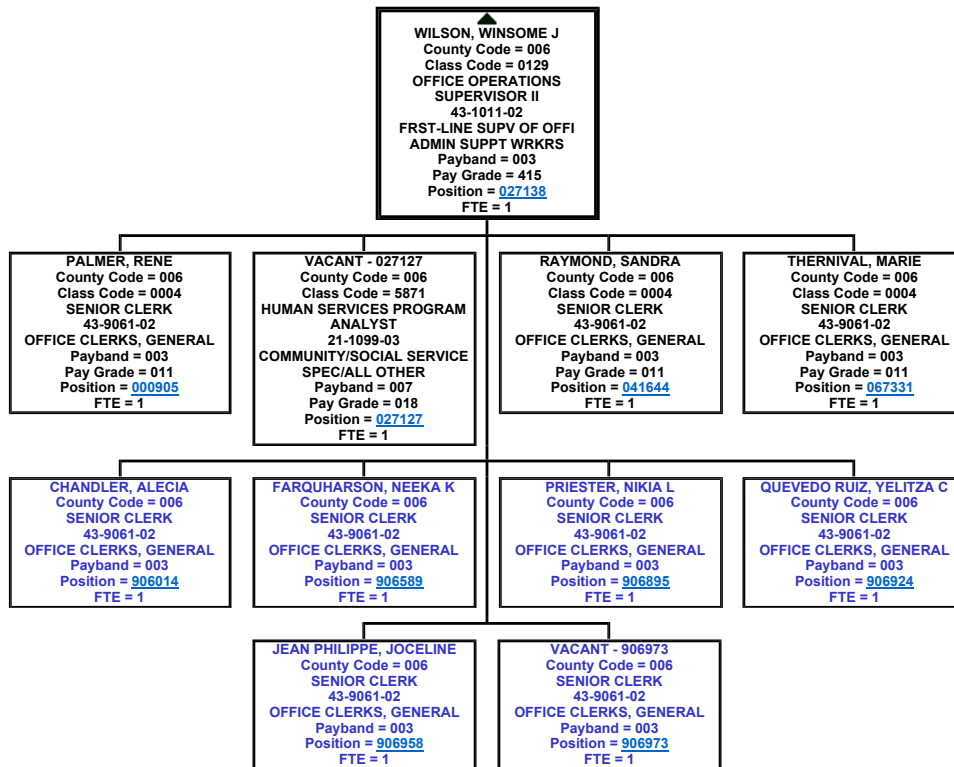 WILSON, WINSOME J
County Code = 006
Class Code = 0129
OFFICE OPERATIONS
SUPERVISOR II
43-1011-02
FRST-LINE SUPV OF OFFI
ADMIN SUPPT WRKRS
Payband = 003
Pay Grade = 415
Position = 027138
FTE = 1
PALMER, RENE
County Code = 006
Class Code = 0004
SENIOR CLERK
43-9061-02
OFFICE CLERKS, GENERAL
Payband = 003
Pay Grade = 011
Position = 000905
FTE = 1
VACANT - 027127
County Code = 006
Class Code = 5871
HUMAN SERVICES PROGRAM
ANALYST
21-1099-03
COMMUNITY/SOCIAL SERVICE
SPEC/ALL OTHER
Payband = 007
Pay Grade = 018
Position = 027127
FTE = 1
RAYMOND, SANDRA
County Code = 006
Class Code = 0004
SENIOR CLERK
43-9061-02
OFFICE CLERKS, GENERAL
Payband = 003
Pay Grade = 011
Position = 041644
FTE = 1
THERNIVAL, MARIE
County Code = 006
Class Code = 0004
SENIOR CLERK
43-9061-02
OFFICE CLERKS, GENERAL
Payband = 003
Pay Grade = 011
Position = 067331
FTE = 1
CHANDLER, ALECIA
County Code = 006
SENIOR CLERK
43-9061-02
OFFICE CLERKS, GENERAL
Payband = 003
Position = 906014
FTE = 1
FARQUHARSON, NEEKA K
County Code = 006
SENIOR CLERK
43-9061-02
OFFICE CLERKS, GENERAL
Payband = 003
Position = 906589
FTE = 1
PRIESTER, NIKIA L
County Code = 006
SENIOR CLERK
43-9061-02
OFFICE CLERKS, GENERAL
Payband = 003
Position = 906895
FTE = 1
QUEVEDO RUIZ, YELITZA C
County Code = 006
SENIOR CLERK
43-9061-02
OFFICE CLERKS, GENERAL
Payband = 003
Position = 906924
FTE = 1
JEAN PHILIPPE, JOCELINE
County Code = 006
SENIOR CLERK
43-9061-02
OFFICE CLERKS, GENERAL
Payband = 003
Position = 906958
FTE = 1
VACANT - 906973
County Code = 006
SENIOR CLERK
43-9061-02
OFFICE CLERKS, GENERAL
Payband = 003
Position = 906973
FTE = 1